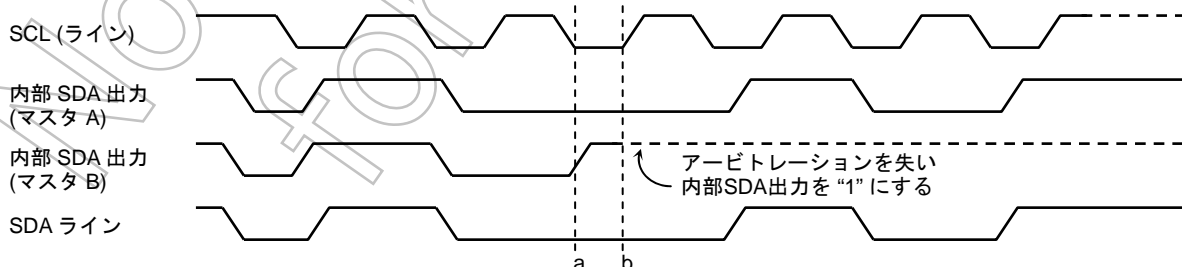 SCL (ライン)
内部 SDA 出力
(マスタ A)
内部 SDA 出力
(マスタ B)
アービトレーションを失い
内部SDA出力を “1” にする
SDA ライン
a b